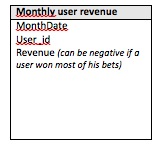 Monthly user revenue
MonthDate
User_id
Revenue (can be negative if a
user won most of his bets)